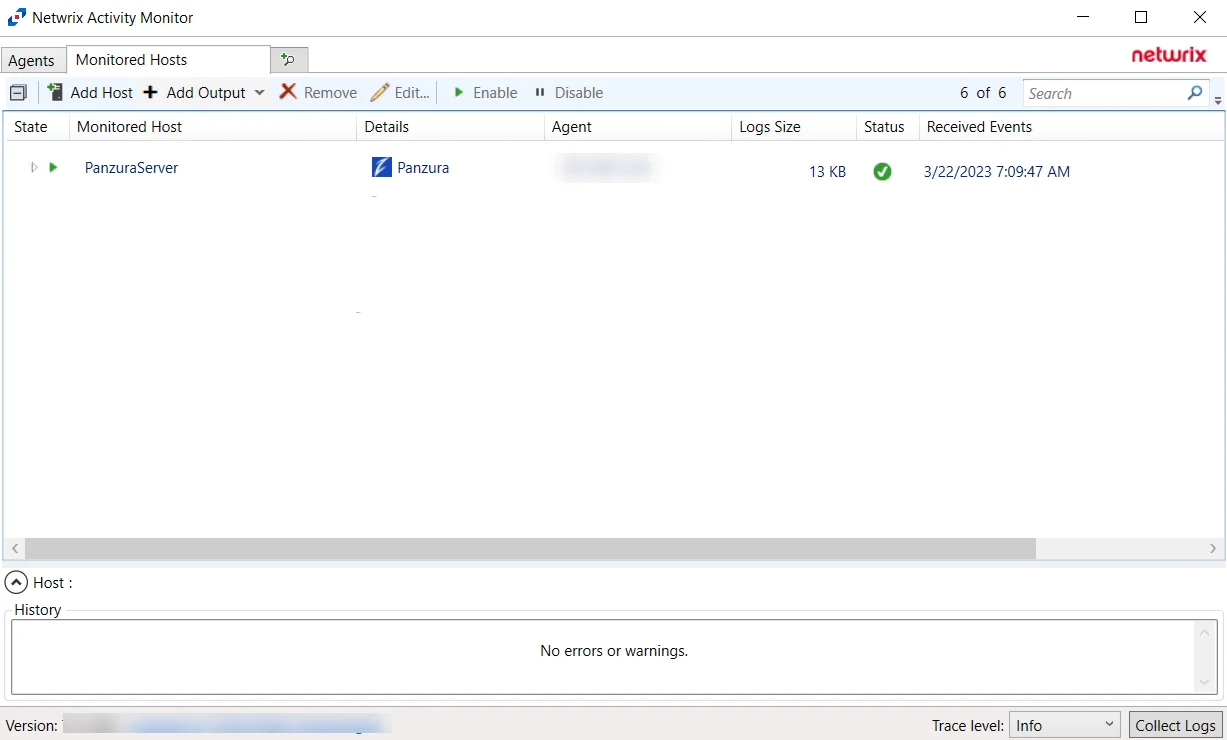 Netwrix Activity Monitor
Agents Monitored Hosts netwrix
Add Host Add Output Remove Edit... Enable Disable 6 of 6 Search
State Monitored Host Details Agent Logs Size Status Received Events
PanzuraServer Panzura 13 KB 3/22/2023 7:09:47 AM
Host :
History
No errors or warnings.
Version: Trace level: Info Collect Logs